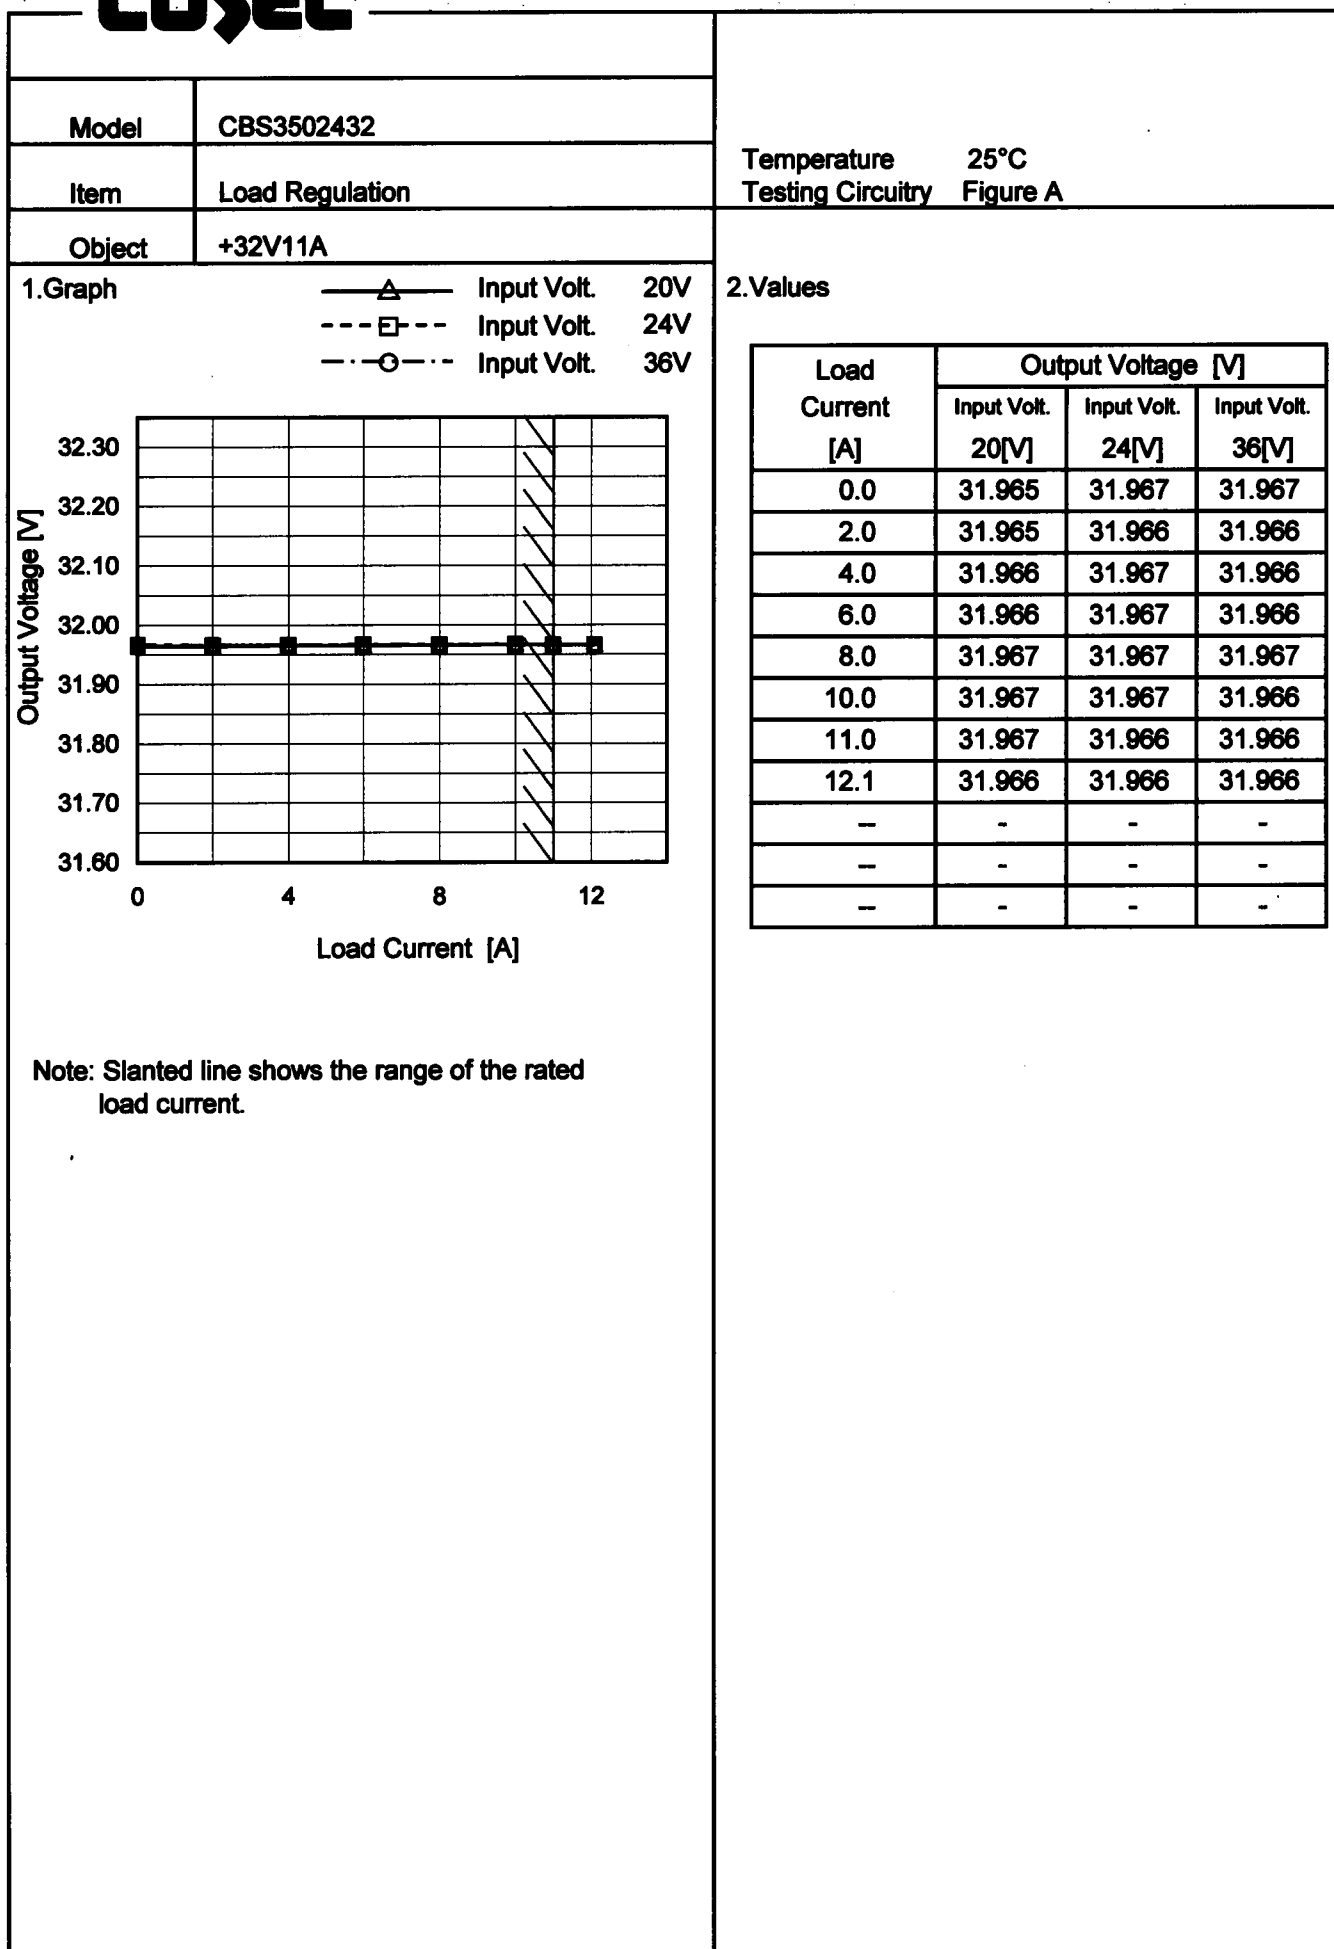 COSEL
Model CBS3502432
Item Load Regulation
Object +32V11A
Temperature 25°C
Testing Circuitry Figure A
1.Graph
Input Volt. 20V
Input Volt. 24V
Input Volt. 36V
Output Voltage [V]
32.30
32.20
32.10
32.00
31.90
31.80
31.70
31.60
0 4 8 12
Load Current [A]
Note: Slanted line shows the range of the rated
load current.
2.Values
Load Output Voltage [V]
Current Input Volt. Input Volt. Input Volt.
[A] 20[V] 24[V] 36[V]
0.0 31.965 31.967 31.967
2.0 31.965 31.966 31.966
4.0 31.966 31.967 31.966
6.0 31.966 31.967 31.966
8.0 31.967 31.967 31.967
10.0 31.967 31.967 31.966
11.0 31.967 31.966 31.966
12.1 31.966 31.966 31.966
-- - - -
-- - - -
-- - - -